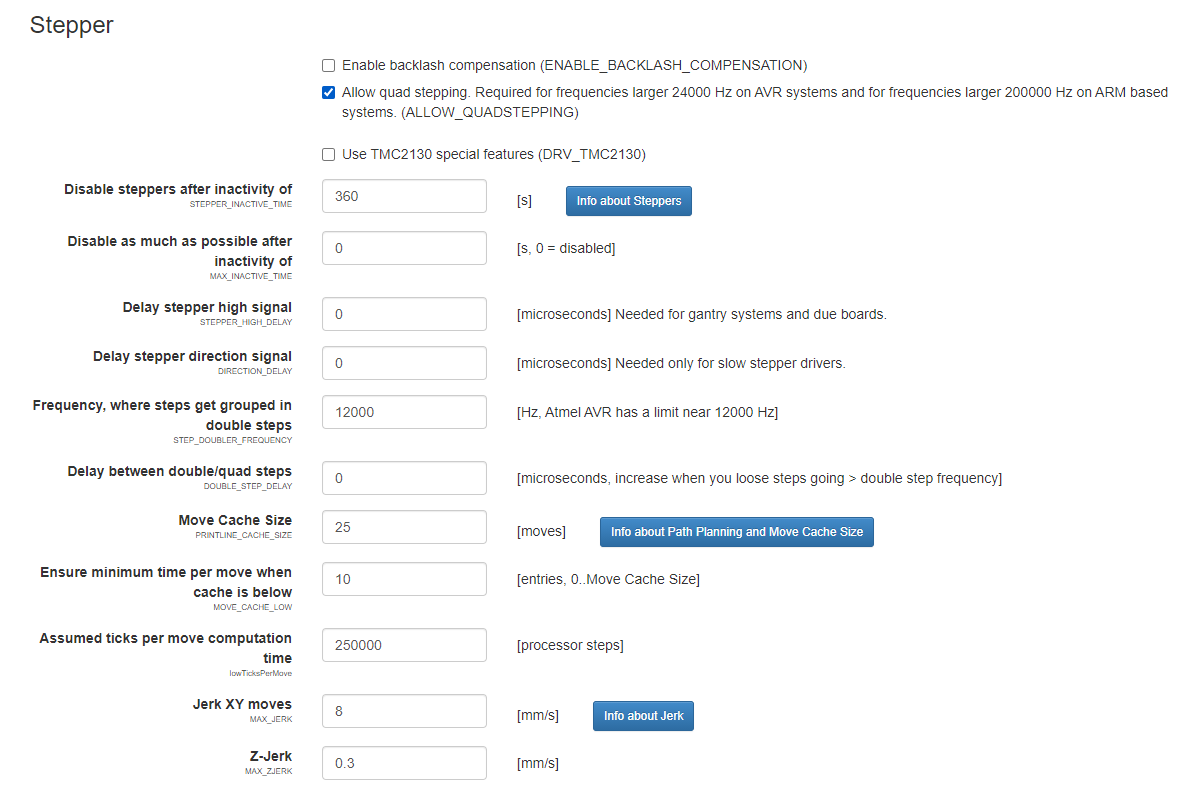 Stepper
Enable backlash compensation (ENABLE_BACKLASH_COMPENSATION)
Allow quad stepping. Required for frequencies larger 24000 Hz on AVR systems and for frequencies larger 200000 Hz on ARM based
systems. (ALLOW_QUADSTEPPING)
Use TMC2130 special features (DRV_TMC2130)
Disable steppers after inactivity of
STEPPER_INACTIVE_TIME
360
[s]
Info about Steppers
Disable as much as possible after
inactivity of
MAX_INACTIVE_TIME
0
[s, 0 = disabled]
Delay stepper high signal
STEPPER_HIGH_DELAY
0
[microseconds] Needed for gantry systems and due boards.
Delay stepper direction signal
DIRECTION_DELAY
0
[microseconds] Needed only for slow stepper drivers.
Frequency, where steps get grouped in
double steps
STEP_DOUBLER_FREQUENCY
12000
[Hz, Atmel AVR has a limit near 12000 Hz]
Delay between double/quad steps
DOUBLE_STEP_DELAY
0
[microseconds, increase when you loose steps going > double step frequency]
Move Cache Size
PRINTLINE_CACHE_SIZE
25
[moves]
Info about Path Planning and Move Cache Size
Ensure minimum time per move when
cache is below
MOVE_CACHE_LOW
10
[entries, 0..Move Cache Size]
Assumed ticks per move computation
time
lowTicksPerMove
250000
[processor steps]
Jerk XY moves
MAX_JERK
8
[mm/s]
Info about Jerk
Z-Jerk
MAX_ZJERK
0.3
[mm/s]